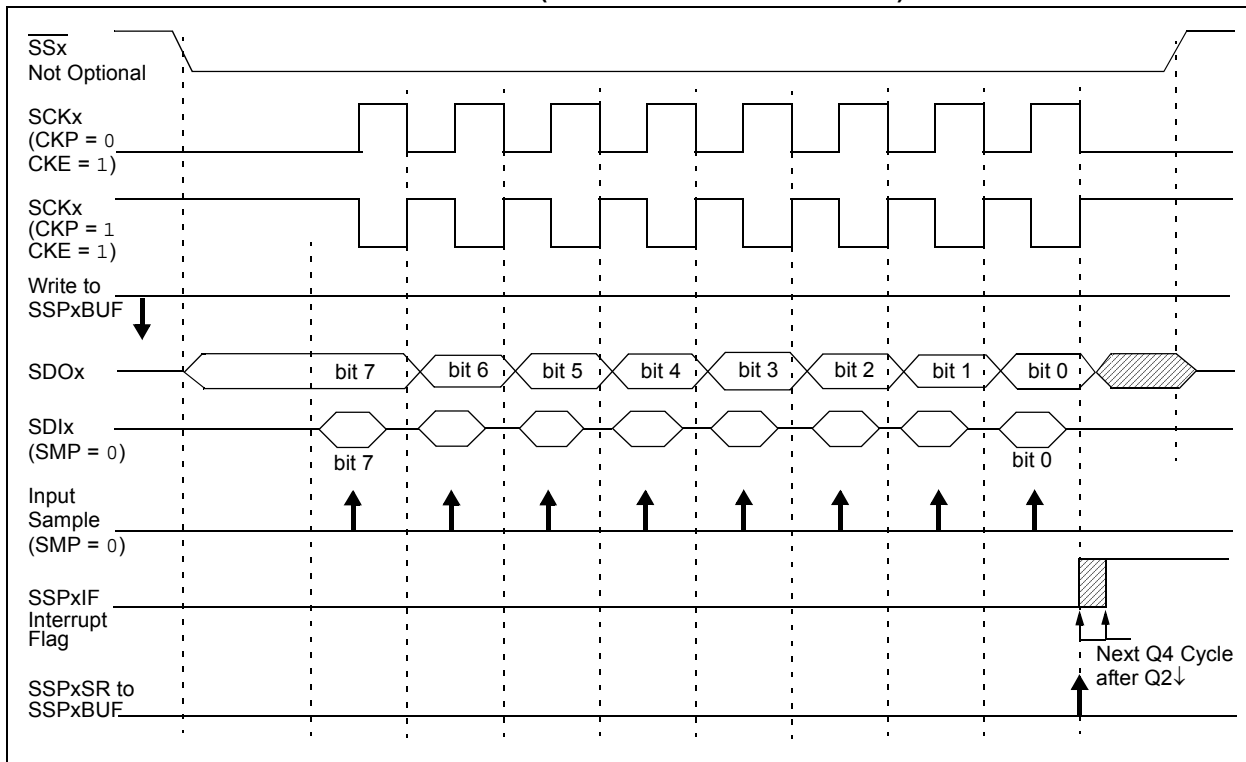 SSx
Not Optional
SCKx
(CKP = 0
CKE = 1)
SCKx
(CKP = 1
CKE = 1)
Write to
SSPxBUF
SDOx
bit 7
bit 6
bit 5
bit 4
bit 3
bit 2
bit 1
bit 0
SDIx
(SMP = 0)
bit 7
bit 0
Input
Sample
(SMP = 0)
SSPxIF
Interrupt
Flag
Next Q4 Cycle
after Q2↓
SSPxSR to
SSPxBUF